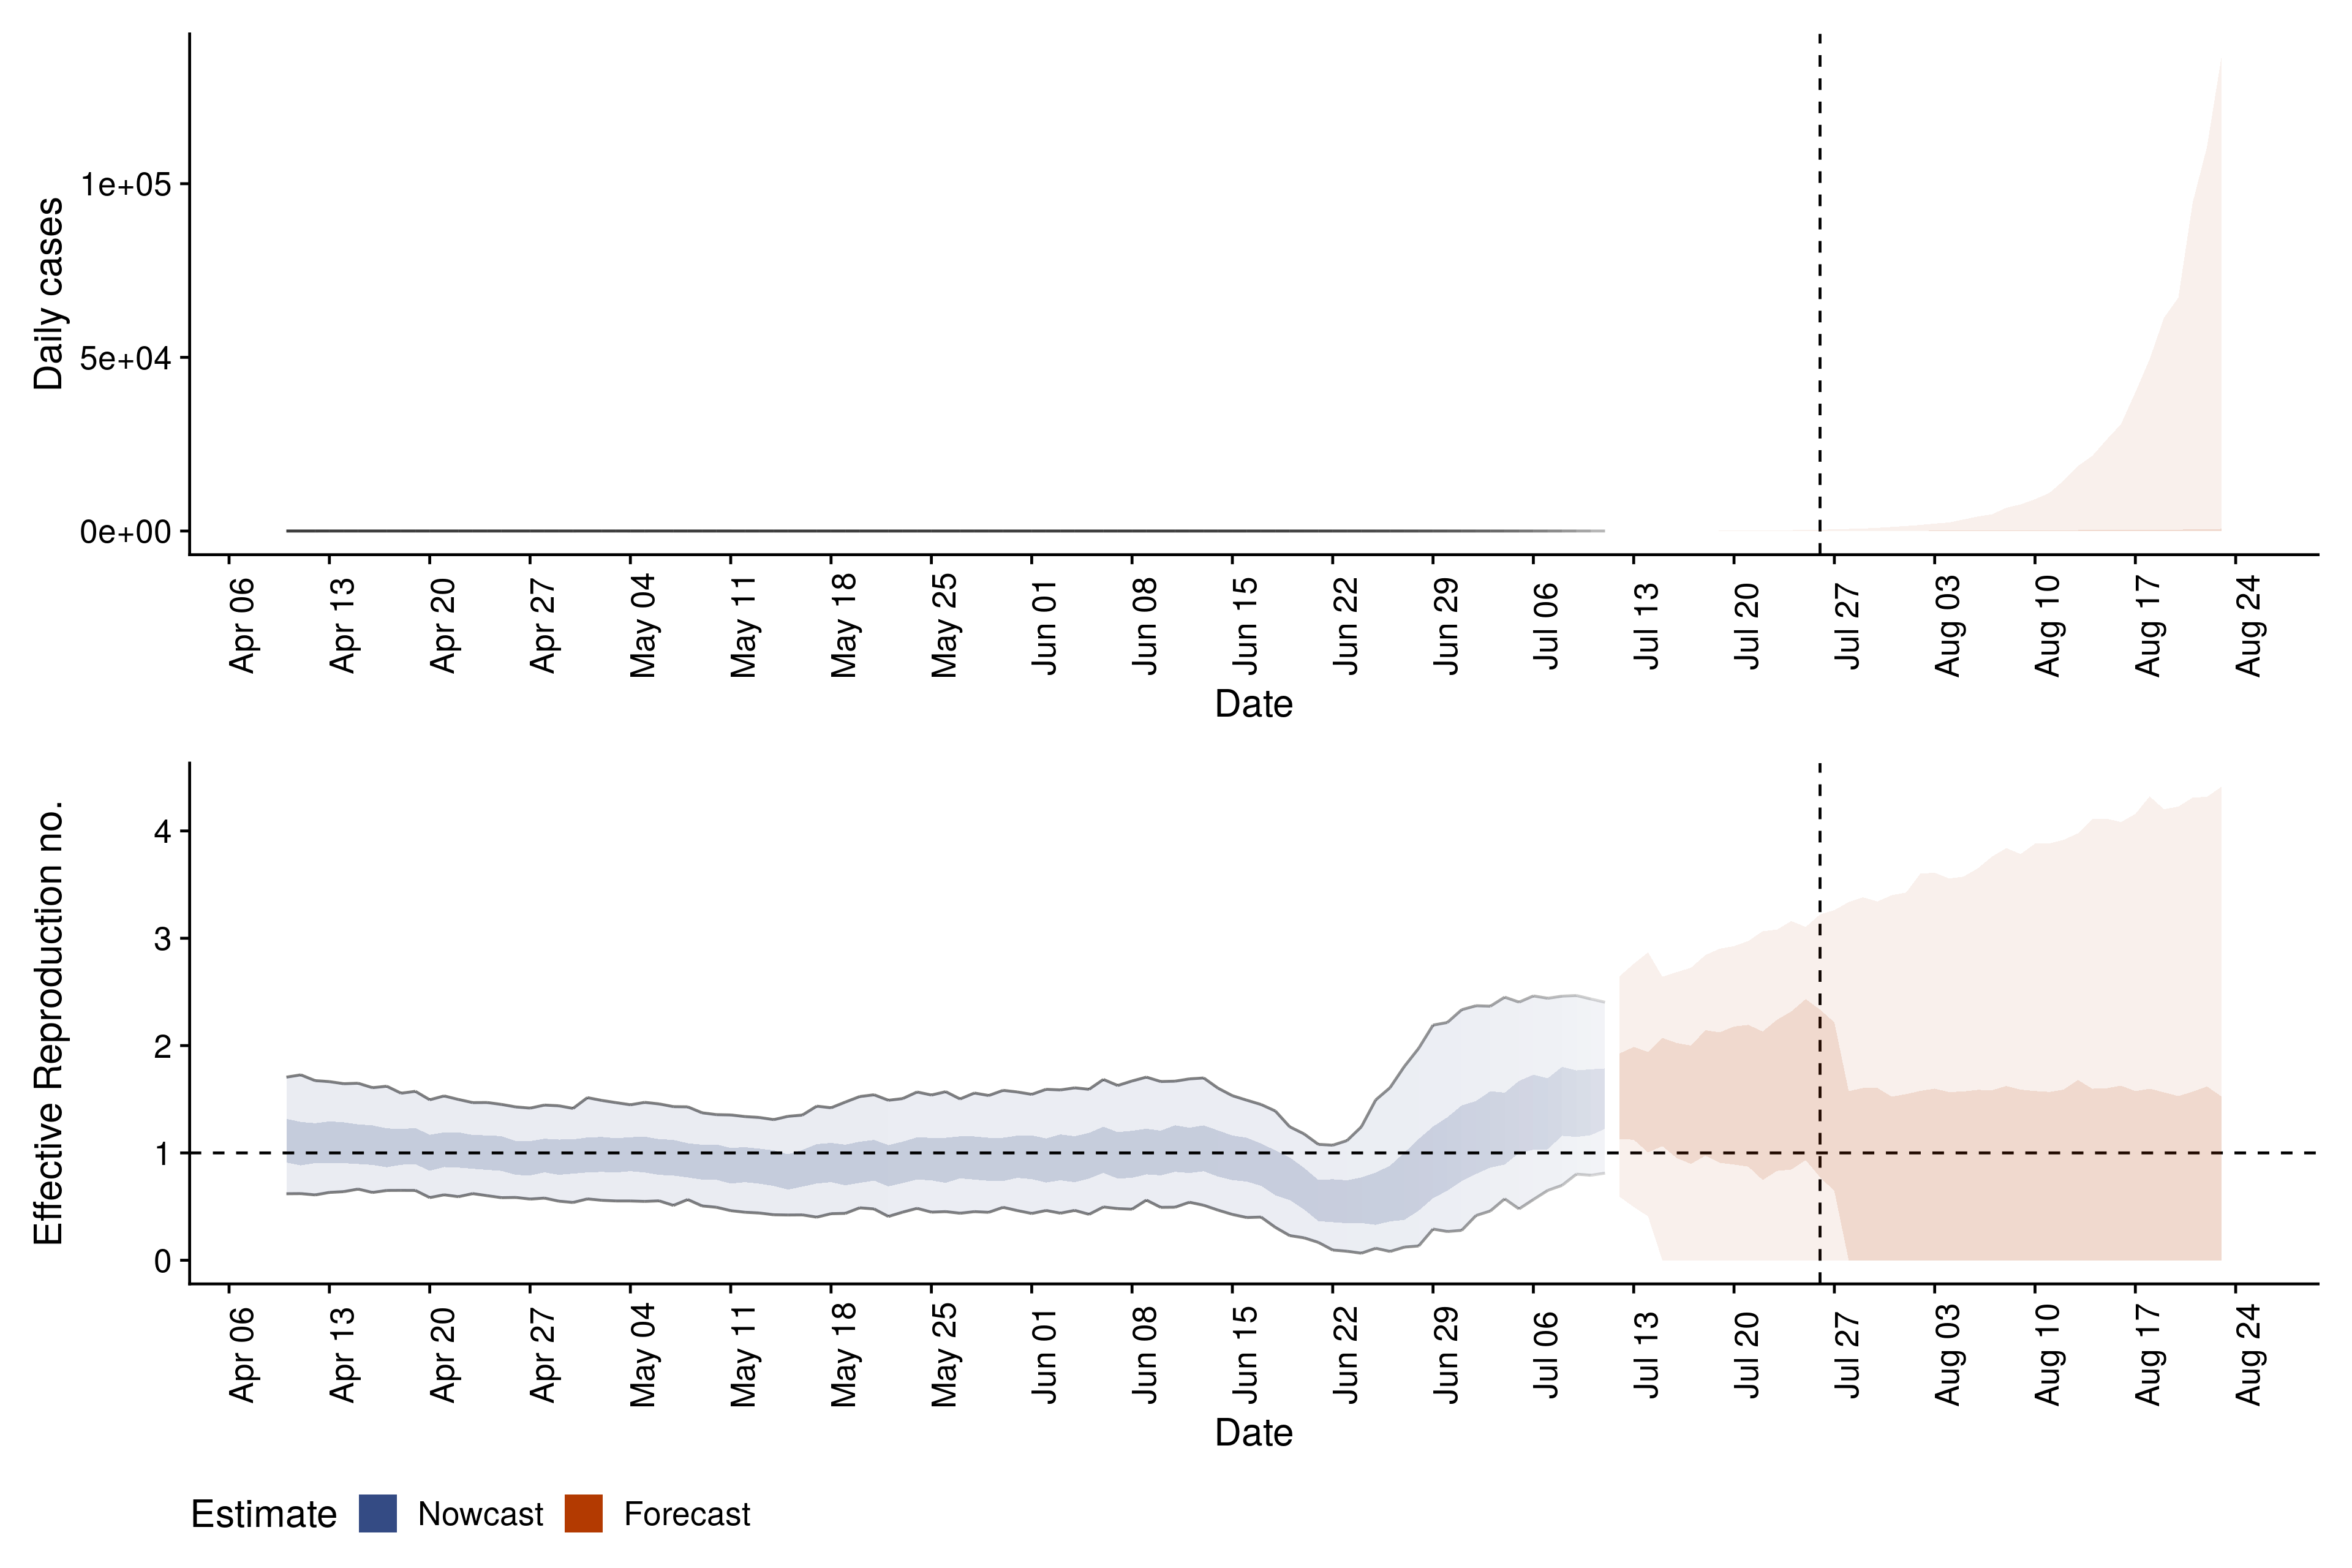 Daily cases
1e+05
5e+04
0e+00
Apr 06
Apr 13
Apr 20
Apr 27
May 04
May 11
May 18
May 25
Jun 01
Jun 08
Jun 15
Jun 22
Jun 29
Jul 06
Jul 13
Jul 20
Jul 27
Aug 03
Aug 10
Aug 17
Aug 24
Date
Effective Reproduction no.
4
3
2
1
0
Apr 06
Apr 13
Apr 20
Apr 27
May 04
May 11
May 18
May 25
Jun 01
Jun 08
Jun 15
Jun 22
Jun 29
Jul 06
Jul 13
Jul 20
Jul 27
Aug 03
Aug 10
Aug 17
Aug 24
Date
Estimate Nowcast Forecast